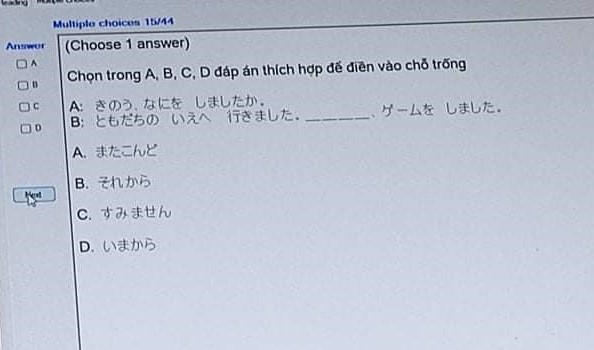 Multiple choices 15/44
Answer
(Choose 1 answer)
A
B
C
D
Chọn trong A, B, C, D đáp án thích hợp để điền vào chỗ trống
A: きのう、なにを しましたか。
B: ともだちの いえへ 行きました。______、ゲームを しました。
A. またこんど
B. それから
C. すみません
D. いまから
Next